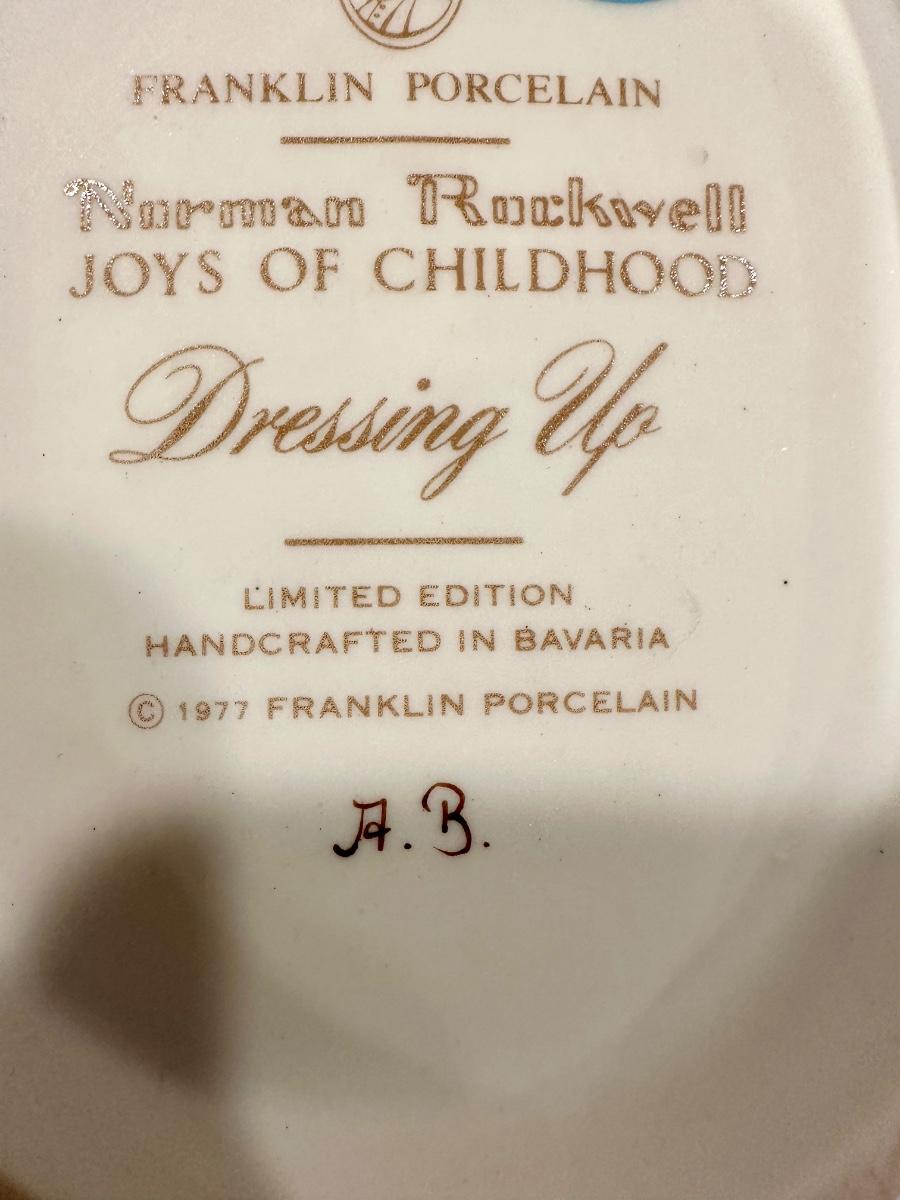 FRANKLIN PORCELAIN
Norman Rockwell
JOYS OF CHILDHOOD
Dressing Up
LIMITED EDITION
HANDCRAFTED IN BAVARIA
© 1977 FRANKLIN PORCELAIN
A.B.